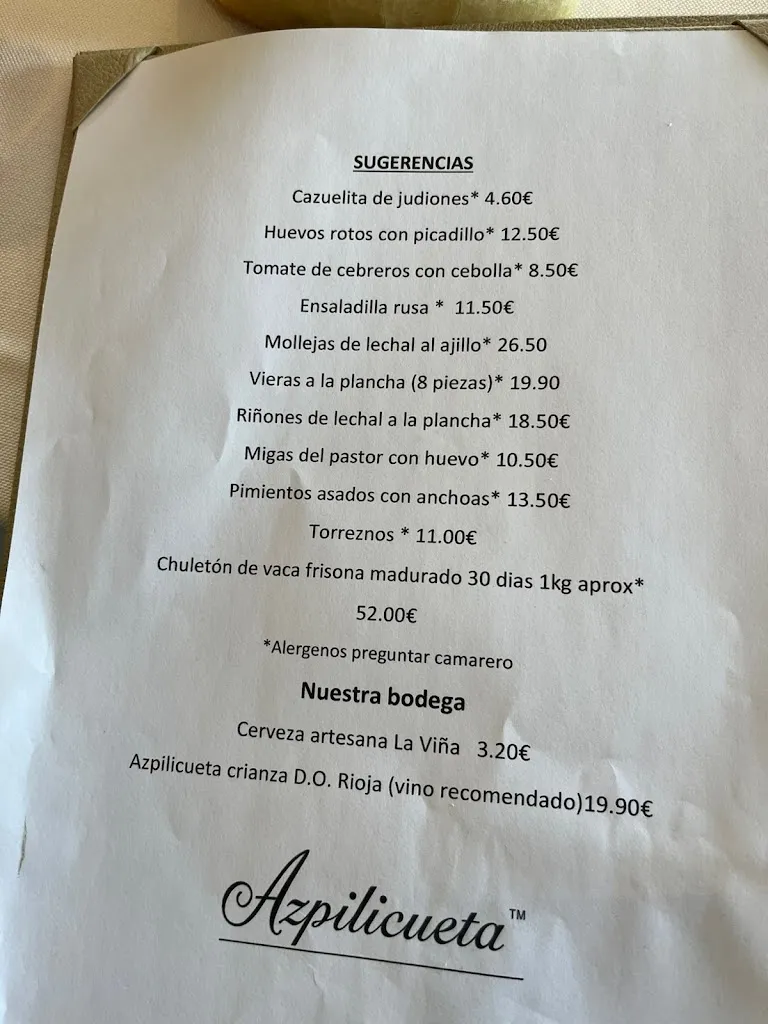 SUGERENCIAS
Cazuelita de judiones* 4.60€
Huevos rotos con picadillo* 12.50€
Tomate de cebreros con cebolla* 8.50€
Ensaladilla rusa * 11.50€
Mollejas de lechal al ajillo* 26.50
Vieras a la plancha (8 piezas)* 19.90
Riñones de lechal a la plancha* 18.50€
Migas del pastor con huevo* 10.50€
Pimientos asados con anchoas* 13.50€
Torreznos * 11.00€
Chuletón de vaca frisona madurado 30 dias 1kg aprox*
52.00€
*Alergenos preguntar camarero
Nuestra bodega
Cerveza artesana La Viña 3.20€
Azpilicueta crianza D.O. Rioja (vino recomendado)19.90€
Azpilicueta™